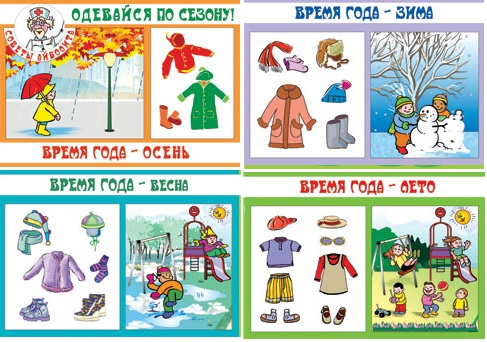 ОДЕВАЙСЯ ПО СЕЗОНУ!
СОВЕТЫ АЙБОЛИТА
ВРЕМЯ ГОДА - ОСЕНЬ
ВРЕМЯ ГОДА - ЗИМА
ВРЕМЯ ГОДА - ВЕСНА
ВРЕМЯ ГОДА - ЛЕТО